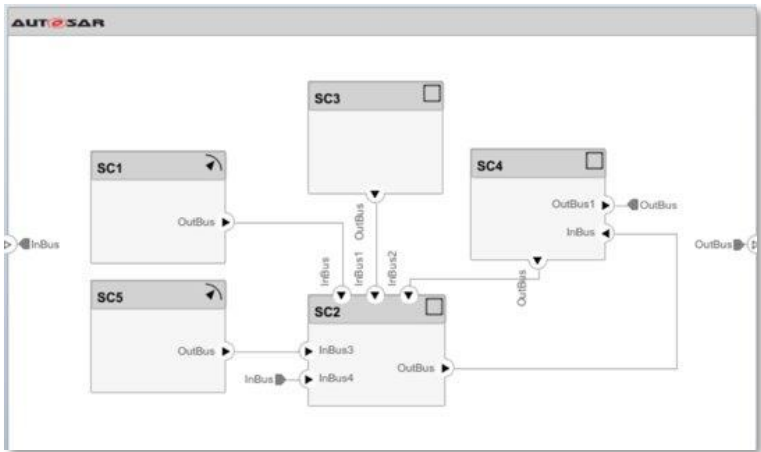 AUTOSAR
SC3
SC1
SC4
OutBus
OutBus1
OutBus
OutBus
InBus
InBus
OutBus
InBus
InBus1
InBus2
OutBus
SC5
SC2
OutBus
InBus3
OutBus
InBus
InBus4